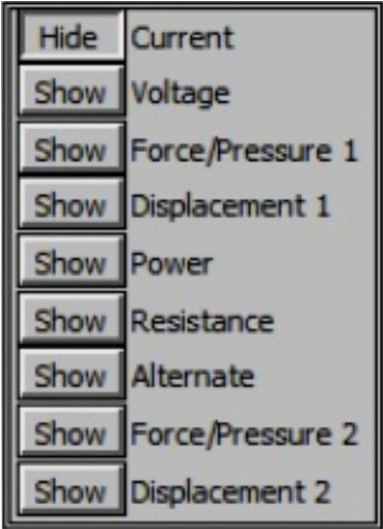 Hide Current
Show Voltage
Show Force/Pressure 1
Show Displacement 1
Show Power
Show Resistance
Show Alternate
Show Force/Pressure 2
Show Displacement 2